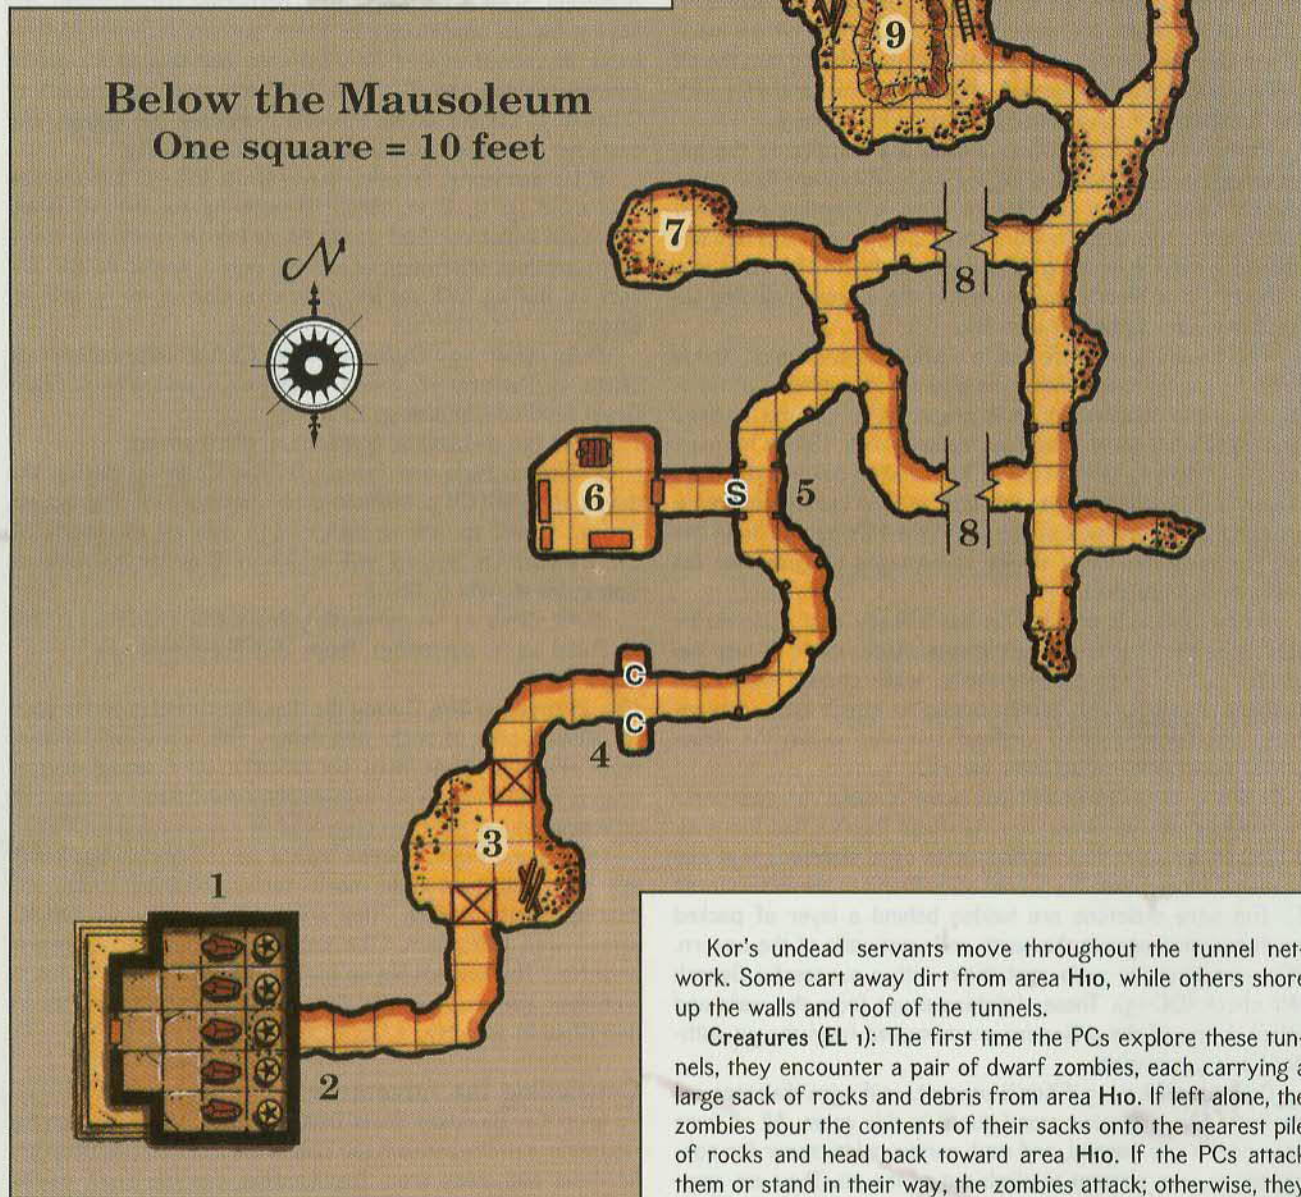 9
Below the Mausoleum
One square = 10 feet
7
N
8
6
S
5
8
C
C
4
3
1
2
Kor's undead servants move throughout the tunnel net-
work. Some cart away dirt from area H10, while others shore
up the walls and roof of the tunnels.
Creatures (EL 1): The first time the PCs explore these tun-
nels, they encounter a pair of dwarf zombies, each carrying a
large sack of rocks and debris from area H10. If left alone, the
zombies pour the contents of their sacks onto the nearest pile
of rocks and head back toward area H10. If the PCs attack
them or stand in their way, the zombies attack; otherwise, they